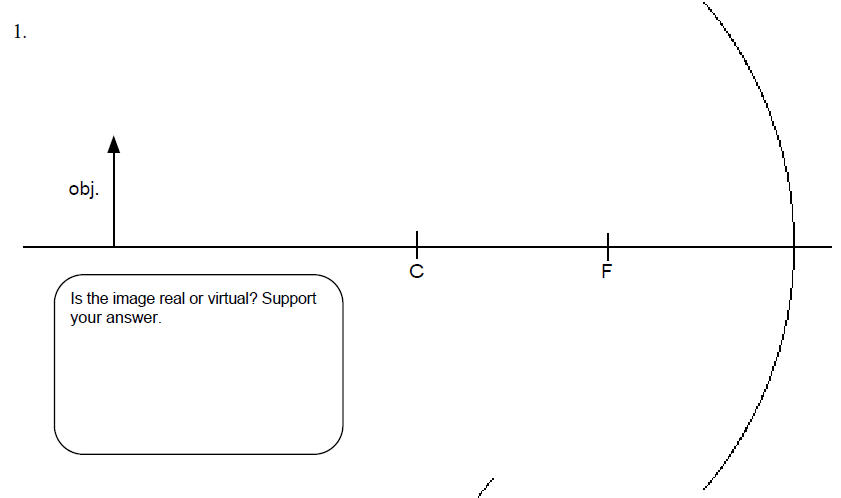 1.
obj.
C
F
Is the image real or virtual? Support
your answer.